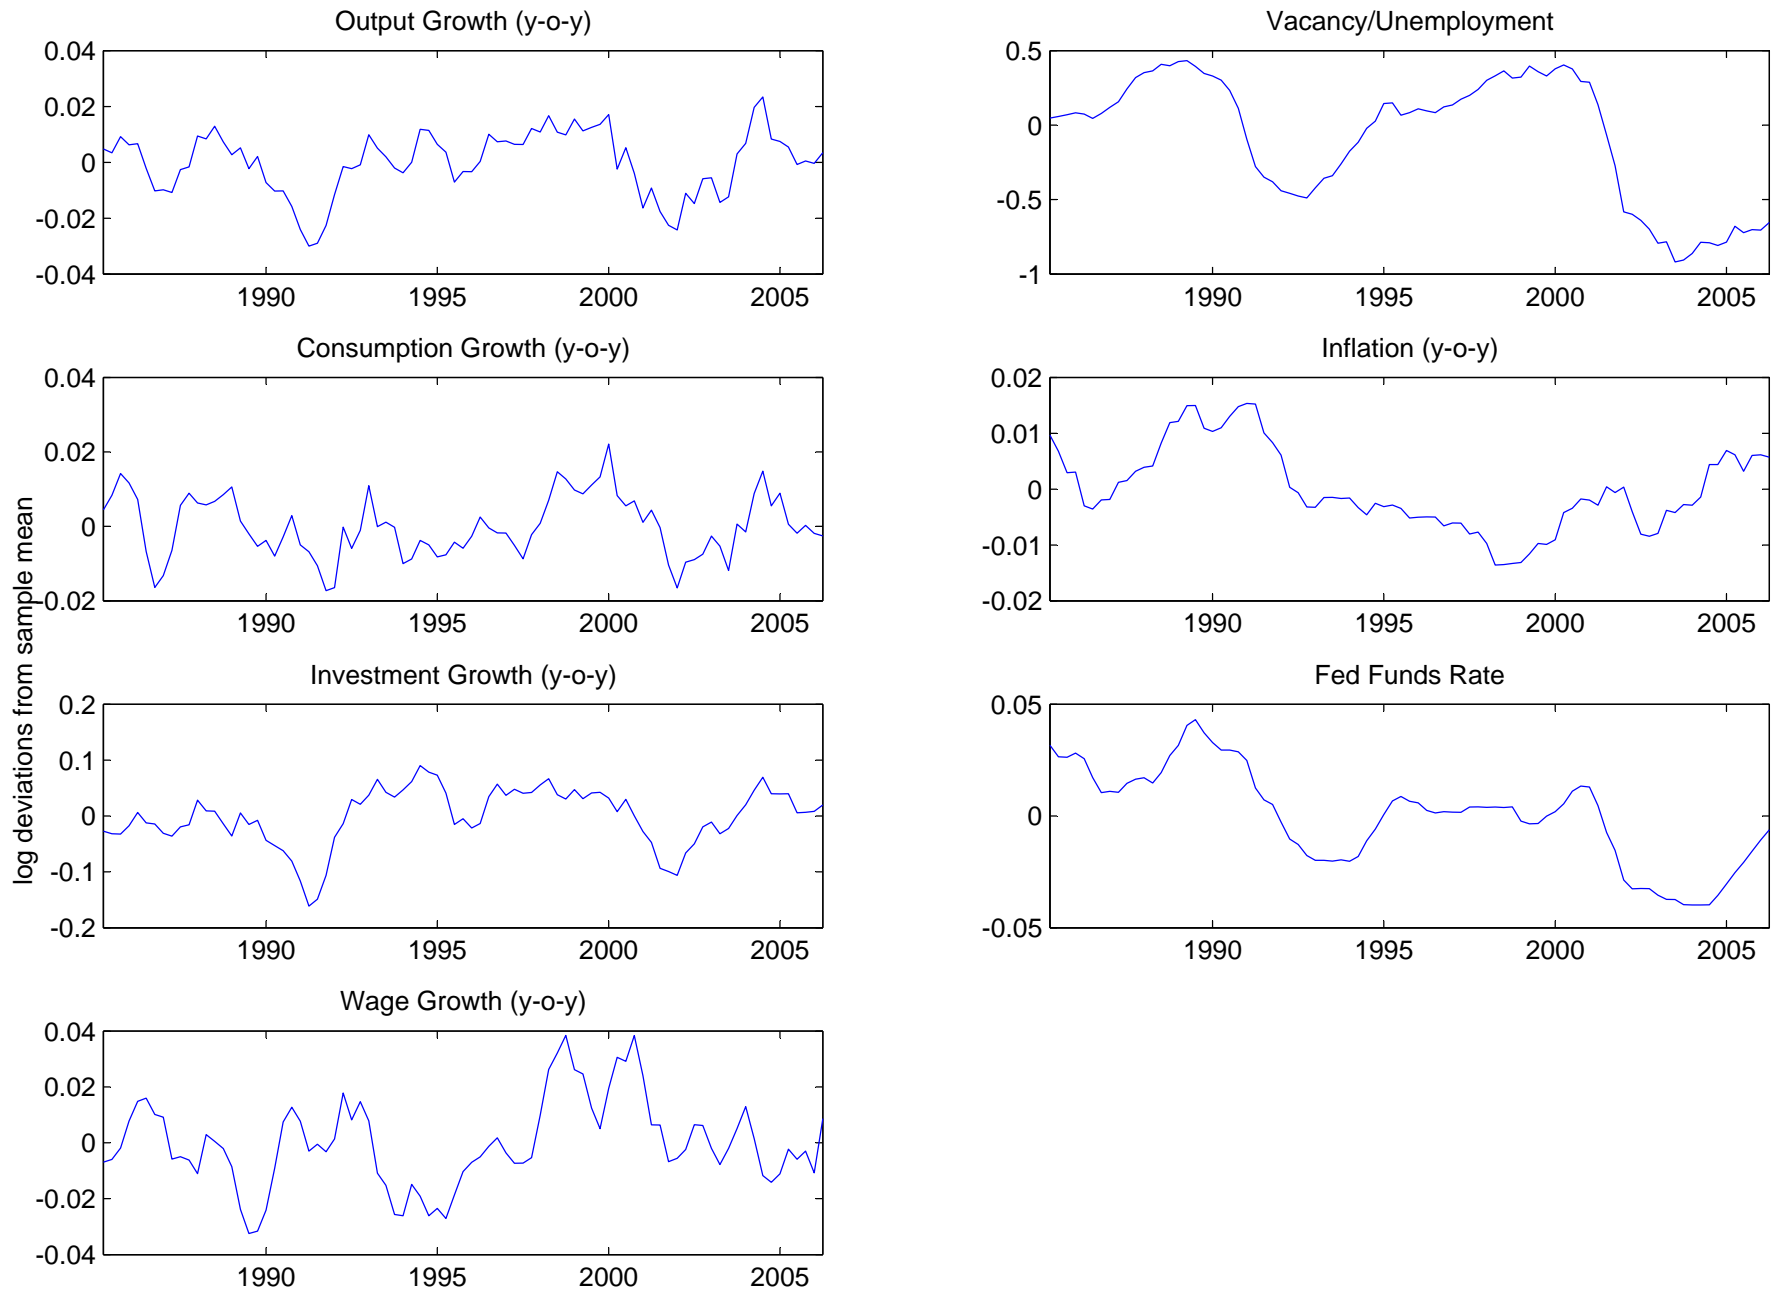 Output Growth (y-o-y)
0.04
0.02
0
-0.02
-0.04
1990 1995 2000 2005
Vacancy/Unemployment
0.5
0
-0.5
-1
1990 1995 2000 2005
Consumption Growth (y-o-y)
0.04
0.02
0
-0.02
1990 1995 2000 2005
Inflation (y-o-y)
0.02
0.01
0
-0.01
-0.02
1990 1995 2000 2005
log deviations from sample mean
Investment Growth (y-o-y)
0.2
0.1
0
-0.1
-0.2
1990 1995 2000 2005
Fed Funds Rate
0.05
0
-0.05
1990 1995 2000 2005
Wage Growth (y-o-y)
0.04
0.02
0
-0.02
-0.04
1990 1995 2000 2005